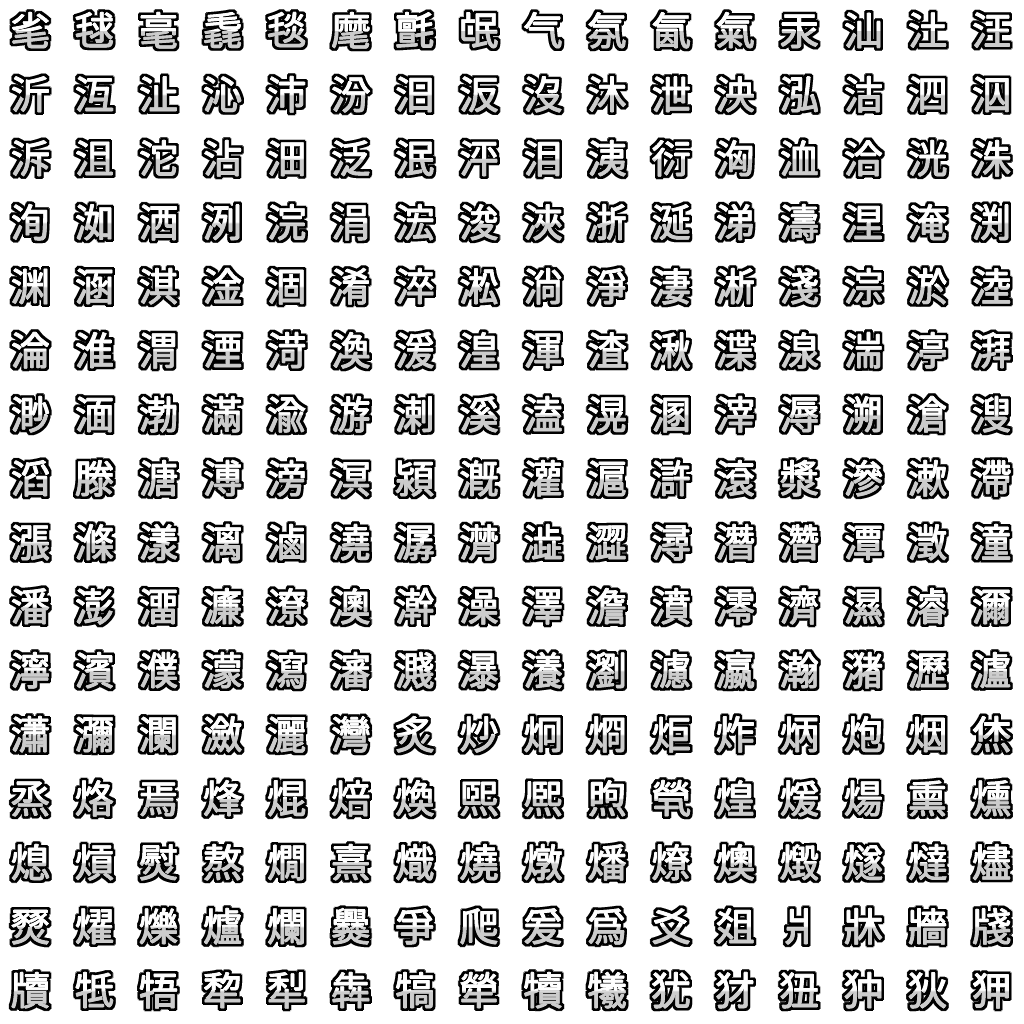 毟毬毫毳毯麾氈氓气氛氤氣汞汕汢汪
沂沍沚沁沛汾汨汳沒沐泄泱泓沽泗泅
泝沮沱沾沺泛泯泙泪洟衍洶洫洽洸洙
洵洳洒洌浣涓浤浚浹浙涎涕濤涅淹渕
渊涵淇淦涸淆淬淞淌淨淒淅淺淙淤淕
淪淮渭湮渮渙湲湟渾渣湫渫湶湍渟湃
渺湎渤滿渝游溂溪溘滉溷滓溽溯滄溲
滔滕溏溥滂溟潁漑灌滬滸滾漿滲漱滯
漲滌漾漓滷澆潺潸澁澀潯潛濳潭澂潼
潘澎澑濂潦澳澣澡澤澹濆澪濟濕濬濔
濘濱濮濛瀉瀋濺瀑瀁瀏濾瀛瀚潴瀝瀘
瀟瀰瀾瀲灑灣炙炒炯烱炬炸炳炮烟烋
烝烙焉烽焜焙煥煕熈煦煢煌煖煬熏燻
熄熕熨熬燗熹熾燒燉燔燎燠燬燧燵燼
燹燿爍爐爛爨爭爬爰爲爻爼爿牀牆牋
牘牴牾犂犁犇犒犖犢犧犹犲狃狆狄狎